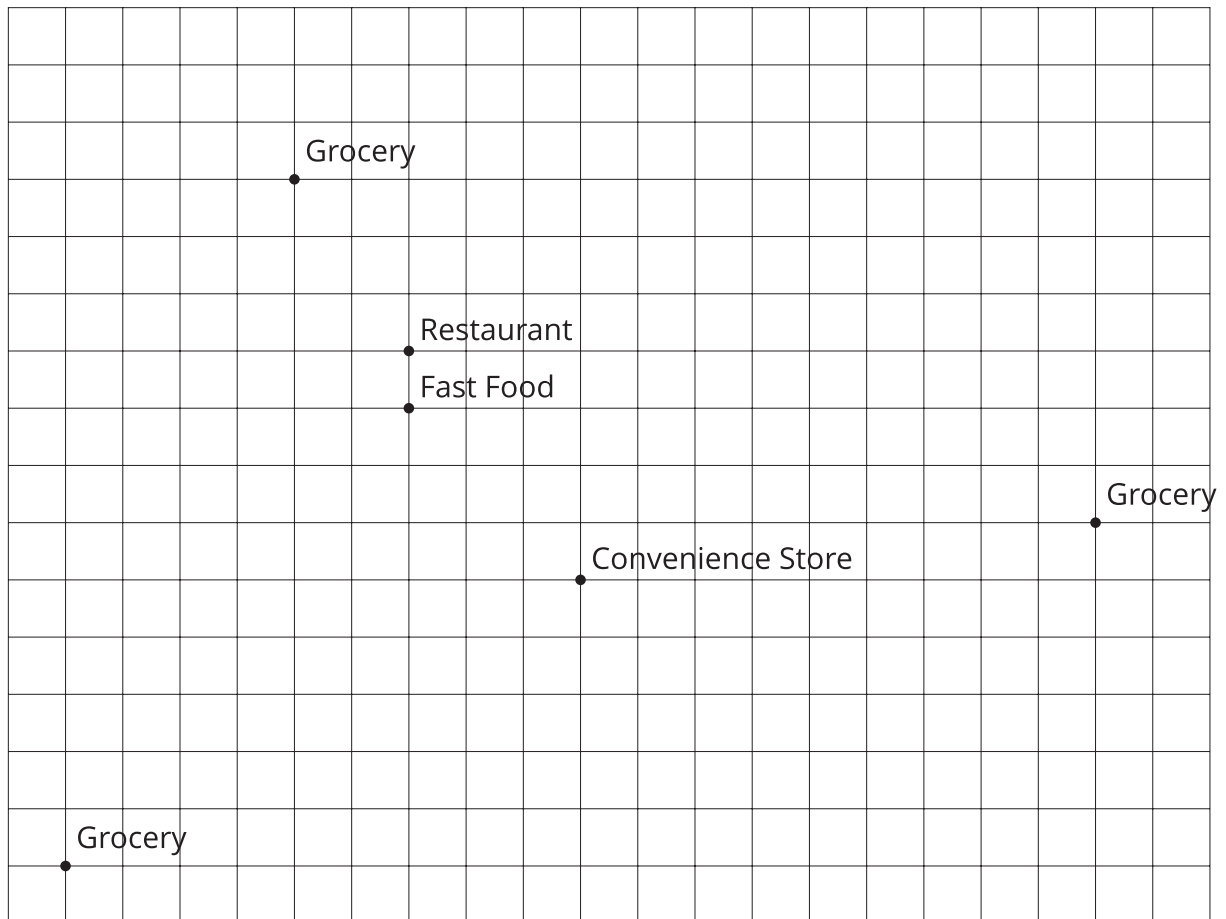 Grocery
Restaurant
Fast Food
Grocery
Convenience Store
Grocery